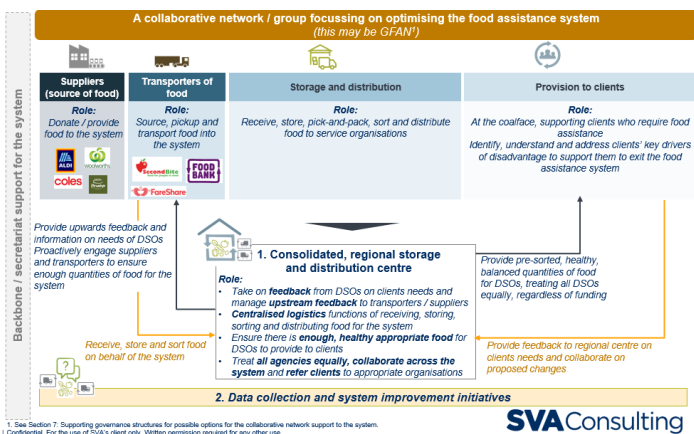 A collaborative network / group focussing on optimising the food assistance system
(this may be GFAN¹)
Backbone / secretariat support for the system
Suppliers
(source of food)
Transporters of
food
Storage and distribution
Provision to clients
Role:
Donate / provide
food to the system
ALDI
woolworths
coles
Role:
Source, pickup and
transport food into
the system
SecondBite
FOOD
BANK
FareShare
Role:
Receive, store, pick-and-pack, sort and distribute
food to service organisations
Role:
At the coalface, supporting clients who require food
assistance
Identify, understand and address clients' key drivers
of disadvantage to support them to exit the food
assistance system
Provide upwards feedback and
information on needs of DSOs
Proactively engage suppliers
and transporters to ensure
enough quantities of food for the
system
Receive, store and sort food
on behalf of the system
1. Consolidated, regional storage
and distribution centre
Role:
• Take on feedback from DSOs on clients needs and
manage upstream feedback to transporters / suppliers
• Centralised logistics functions of receiving, storing,
sorting and distributing food for the system
• Ensure there is enough, healthy appropriate food for
DSOs to provide to clients
• Treat all agencies equally, collaborate across the
system and refer clients to appropriate organisations
Provide pre-sorted, healthy,
balanced quantities of food
for DSOs, treating all DSOs
equally, regardless of funding
Provide feedback to regional centre on
clients needs and collaborate on
proposed changes
2. Data collection and system improvement initiatives
1. See Section 7: Supporting governance structures for possible options for the collaborative network support to the system.
| Confidential. For the use of SVA's client only. Written permission required for any other use.
SVA Consulting